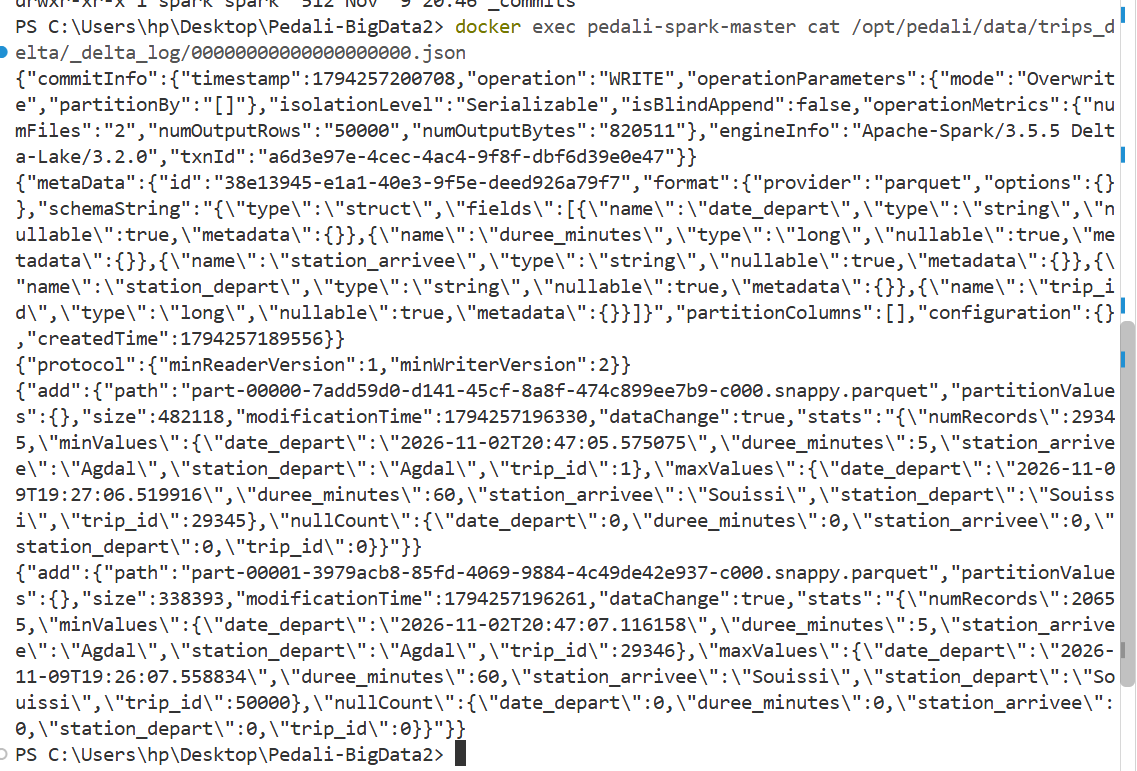 drwxr-xr-x 1 spark spark  512 Nov  9 20:46 _commits
PS C:\Users\hp\Desktop\Pedali-BigData2> docker exec pedali-spark-master cat /opt/pedali/data/trips_d
elta/_delta_log/00000000000000000000.json
{"commitInfo":{"timestamp":1794257200708,"operation":"WRITE","operationParameters":{"mode":"Overwrit
e","partitionBy":"[]"},"isolationLevel":"Serializable","isBlindAppend":false,"operationMetrics":{"nu
mFiles":"2","numOutputRows":"50000","numOutputBytes":"820511"},"engineInfo":"Apache-Spark/3.5.5 Delt
a-Lake/3.2.0","txnId":"a6d3e97e-4cec-4ac4-9f8f-dbf6d39e0e47"}}
{"metaData":{"id":"38e13945-e1a1-40e3-9f5e-deed926a79f7","format":{"provider":"parquet","options":{}
},"schemaString":"{\"type\":\"struct\",\"fields\":[{\"name\":\"date_depart\",\"type\":\"string\",\"n
ullable\":true,\"metadata\":{}},{\"name\":\"duree_minutes\",\"type\":\"long\",\"nullable\":true,\"me
tadata\":{}},{\"name\":\"station_arrivee\",\"type\":\"string\",\"nullable\":true,\"metadata\":{}},{\
"name\":\"station_depart\",\"type\":\"string\",\"nullable\":true,\"metadata\":{}},{\"name\":\"trip_i
d\",\"type\":\"long\",\"nullable\":true,\"metadata\":{}}]}","partitionColumns":[],"configuration":{}
,"createdTime":1794257189556}}
{"protocol":{"minReaderVersion":1,"minWriterVersion":2}}
{"add":{"path":"part-00000-7add59d0-d141-45cf-8a8f-474c899ee7b9-c000.snappy.parquet","partitionValue
s":{},"size":482118,"modificationTime":1794257196330,"dataChange":true,"stats":"{\"numRecords\":2934
5,\"minValues\":{\"date_depart\":\"2026-11-02T20:47:05.575075\",\"duree_minutes\":5,\"station_arrive
e\":\"Agdal\",\"station_depart\":\"Agdal\",\"trip_id\":1},\"maxValues\":{\"date_depart\":\"2026-11-0
9T19:27:06.519916\",\"duree_minutes\":60,\"station_arrivee\":\"Souissi\",\"station_depart\":\"Souiss
i\",\"trip_id\":29345},\"nullCount\":{\"date_depart\":0,\"duree_minutes\":0,\"station_arrivee\":0,\"
station_depart\":0,\"trip_id\":0}}"}}
{"add":{"path":"part-00001-3979acb8-85fd-4069-9884-4c49de42e937-c000.snappy.parquet","partitionValue
s":{},"size":338393,"modificationTime":1794257196261,"dataChange":true,"stats":"{\"numRecords\":2065
5,\"minValues\":{\"date_depart\":\"2026-11-02T20:47:07.116158\",\"duree_minutes\":5,\"station_arrive
e\":\"Agdal\",\"station_depart\":\"Agdal\",\"trip_id\":29346},\"maxValues\":{\"date_depart\":\"2026-
11-09T19:26:07.558834\",\"duree_minutes\":60,\"station_arrivee\":\"Souissi\",\"station_depart\":\"So
uissi\",\"trip_id\":50000},\"nullCount\":{\"date_depart\":0,\"duree_minutes\":0,\"station_arrivee\":
0,\"station_depart\":0,\"trip_id\":0}}"}}
PS C:\Users\hp\Desktop\Pedali-BigData2>